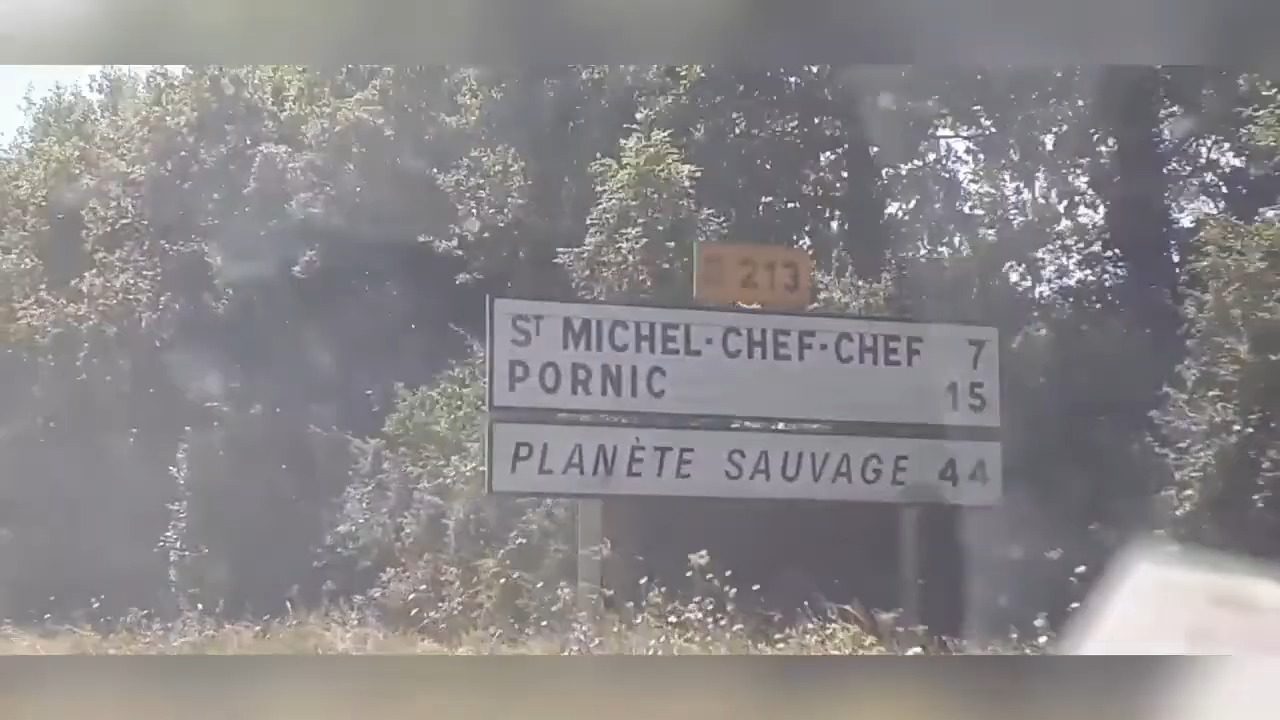 213
Sᵀ MICHEL-CHEF-CHEF 7
PORNIC 15
PLANÈTE SAUVAGE 44